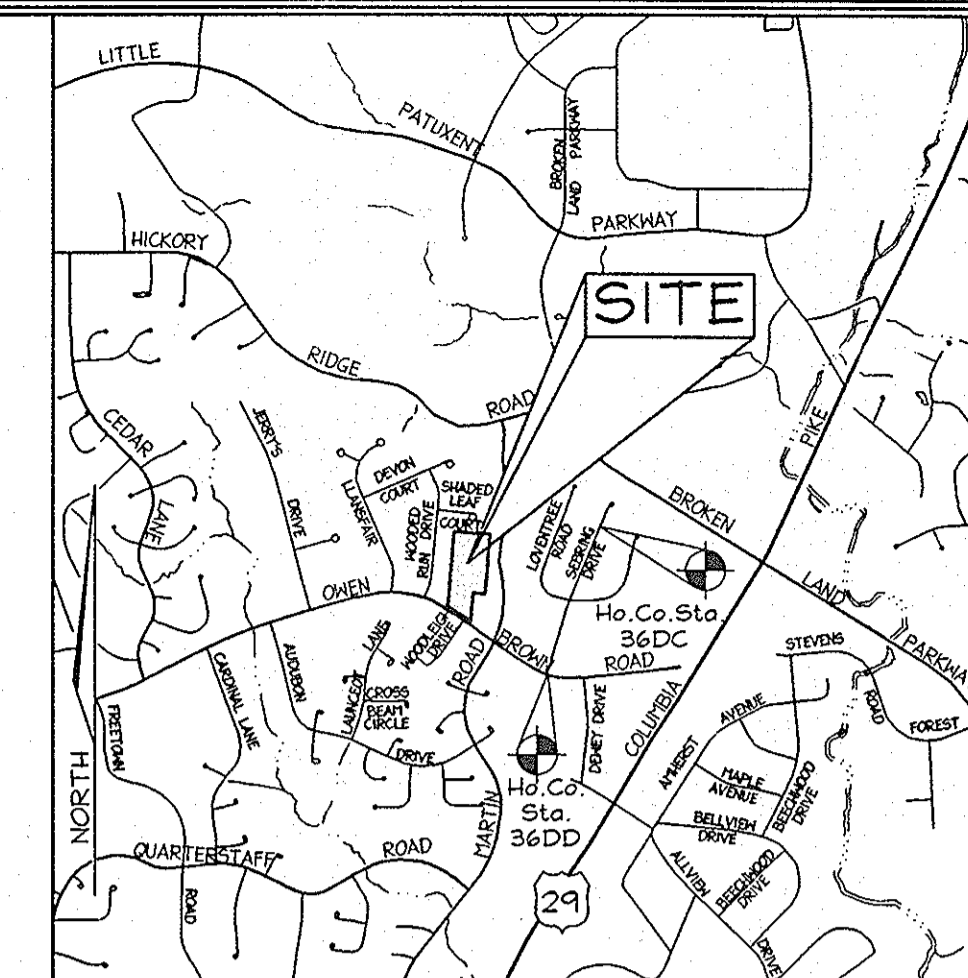 LITTLE
PATUXENT
BROKEN
LAND PARKWAY
PARKWAY
HICKORY
SITE
RIDGE
ROAD
PIKE
CEDAR
LANE
JERRY'S
DRIVE
LLANSFAIR
DEVON
COURT
WOODED
RUN DRIVE
SHADED
LEAF
COURT
LOVENTREE
ROAD
SEBRING
DRIVE
BROKEN
LAND
PARKWA
OWEN
BROWN
ROAD
Ho.Co.Sta.
36DC
STEVENS
ROAD
FOREST
WOODLEIGH
DRIVE
ROAD
LANE
LAUNCELOT
CROSS
BEAM
CIRCLE
AUDUBON
DRIVE
CARDINAL LANE
FREETOWN
ROAD
NORTH
DEWEY DRIVE
COLUMBIA
AVENUE
AMHERST
MAPLE
AVENUE
BELLVIEW
DRIVE
BEECHWOOD
DRIVE
BEECHWOOD
DRIVE
ALLVIEW
DRIVE
Ho.Co.
Sta.
36DD
MARTIN
QUARTERSTAFF
ROAD
29